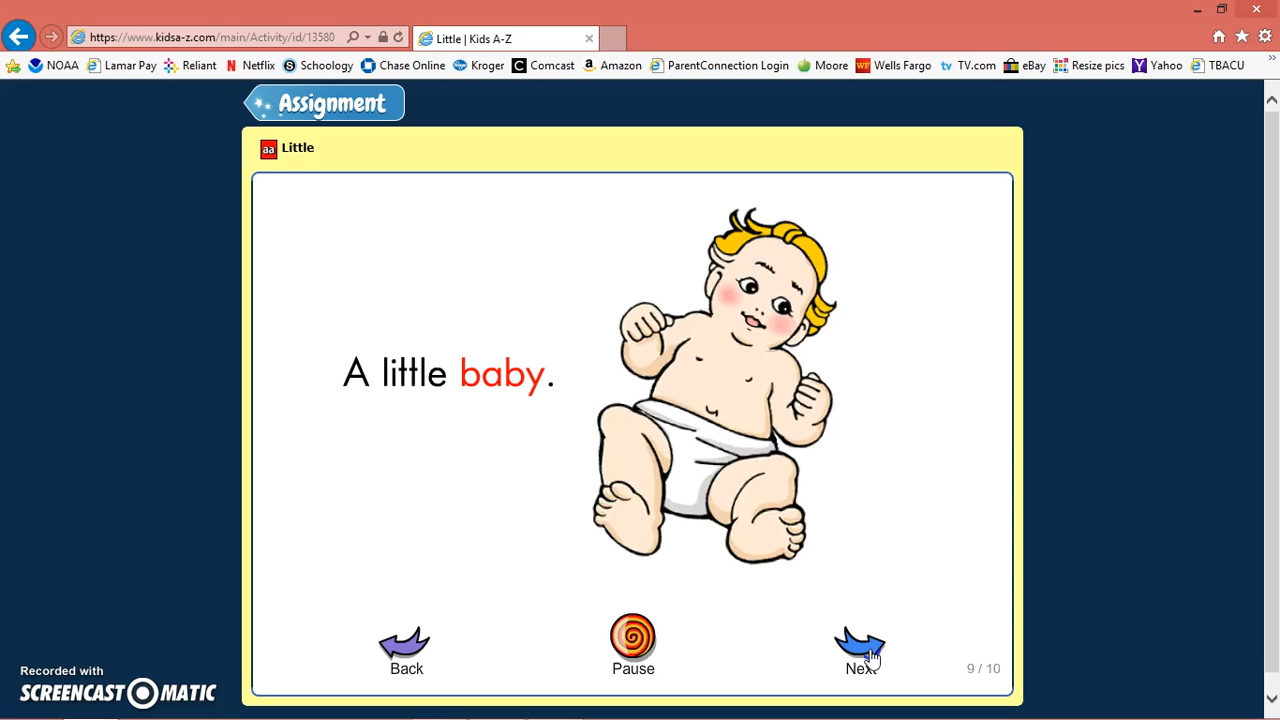 https://www.kidsa-z.com/main/Activity/id/13580
Little | Kids A-Z
NOAA Lamar Pay Reliant Netflix Schoology Chase Online Kroger Comcast Amazon ParentConnection Login Moore Wells Fargo TV.com eBay Resize pics Yahoo TBACU
Assignment
aa Little
A little baby.
Back Pause Next 9 / 10
Recorded with
SCREENCAST-O-MATIC